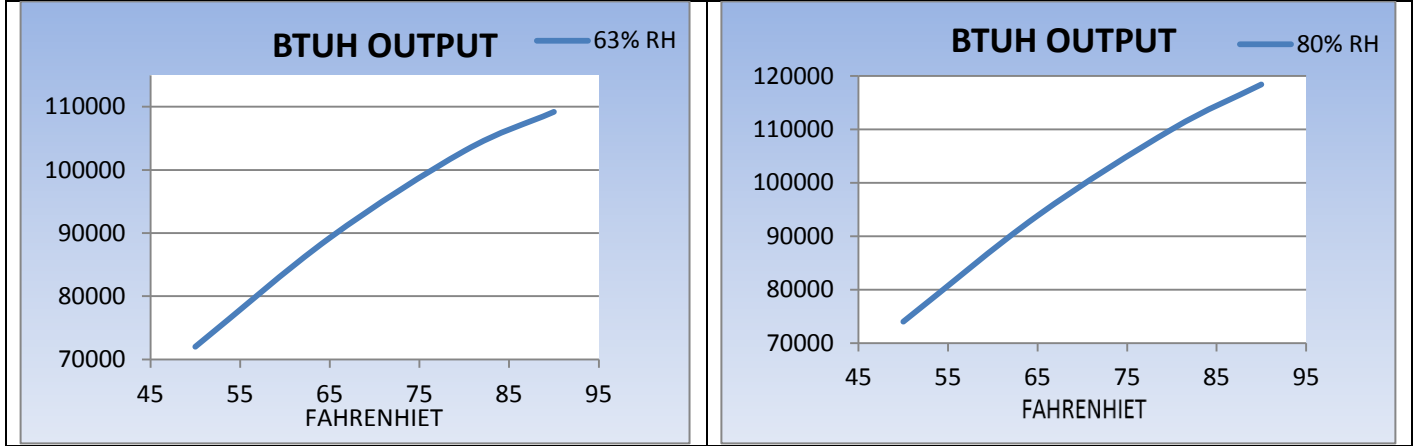 BTUH OUTPUT
63% RH
110000
100000
90000
80000
70000
45 55 65 75 85 95
FAHRENHIET
BTUH OUTPUT
80% RH
120000
110000
100000
90000
80000
70000
45 55 65 75 85 95
FAHRENHIET